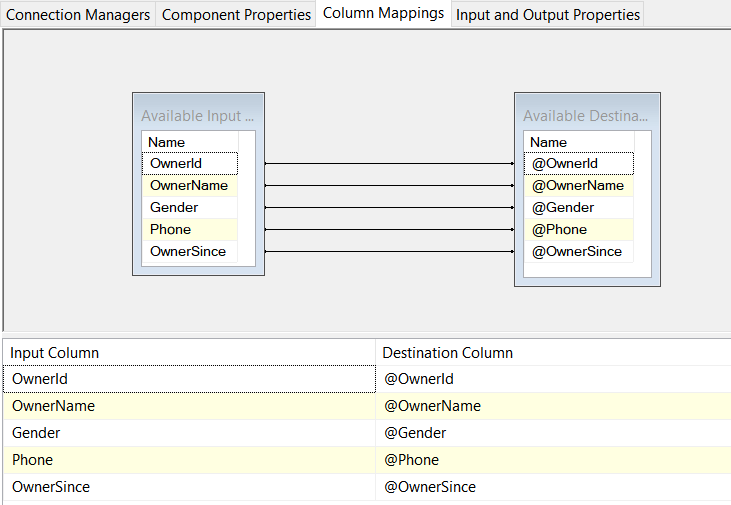 Connection Managers Component Properties Column Mappings Input and Output Properties
Available Input ... Available Destina...
Name Name
OwnerId @OwnerId
OwnerName @OwnerName
Gender @Gender
Phone @Phone
OwnerSince @OwnerSince
Input Column Destination Column
OwnerId @OwnerId
OwnerName @OwnerName
Gender @Gender
Phone @Phone
OwnerSince @OwnerSince